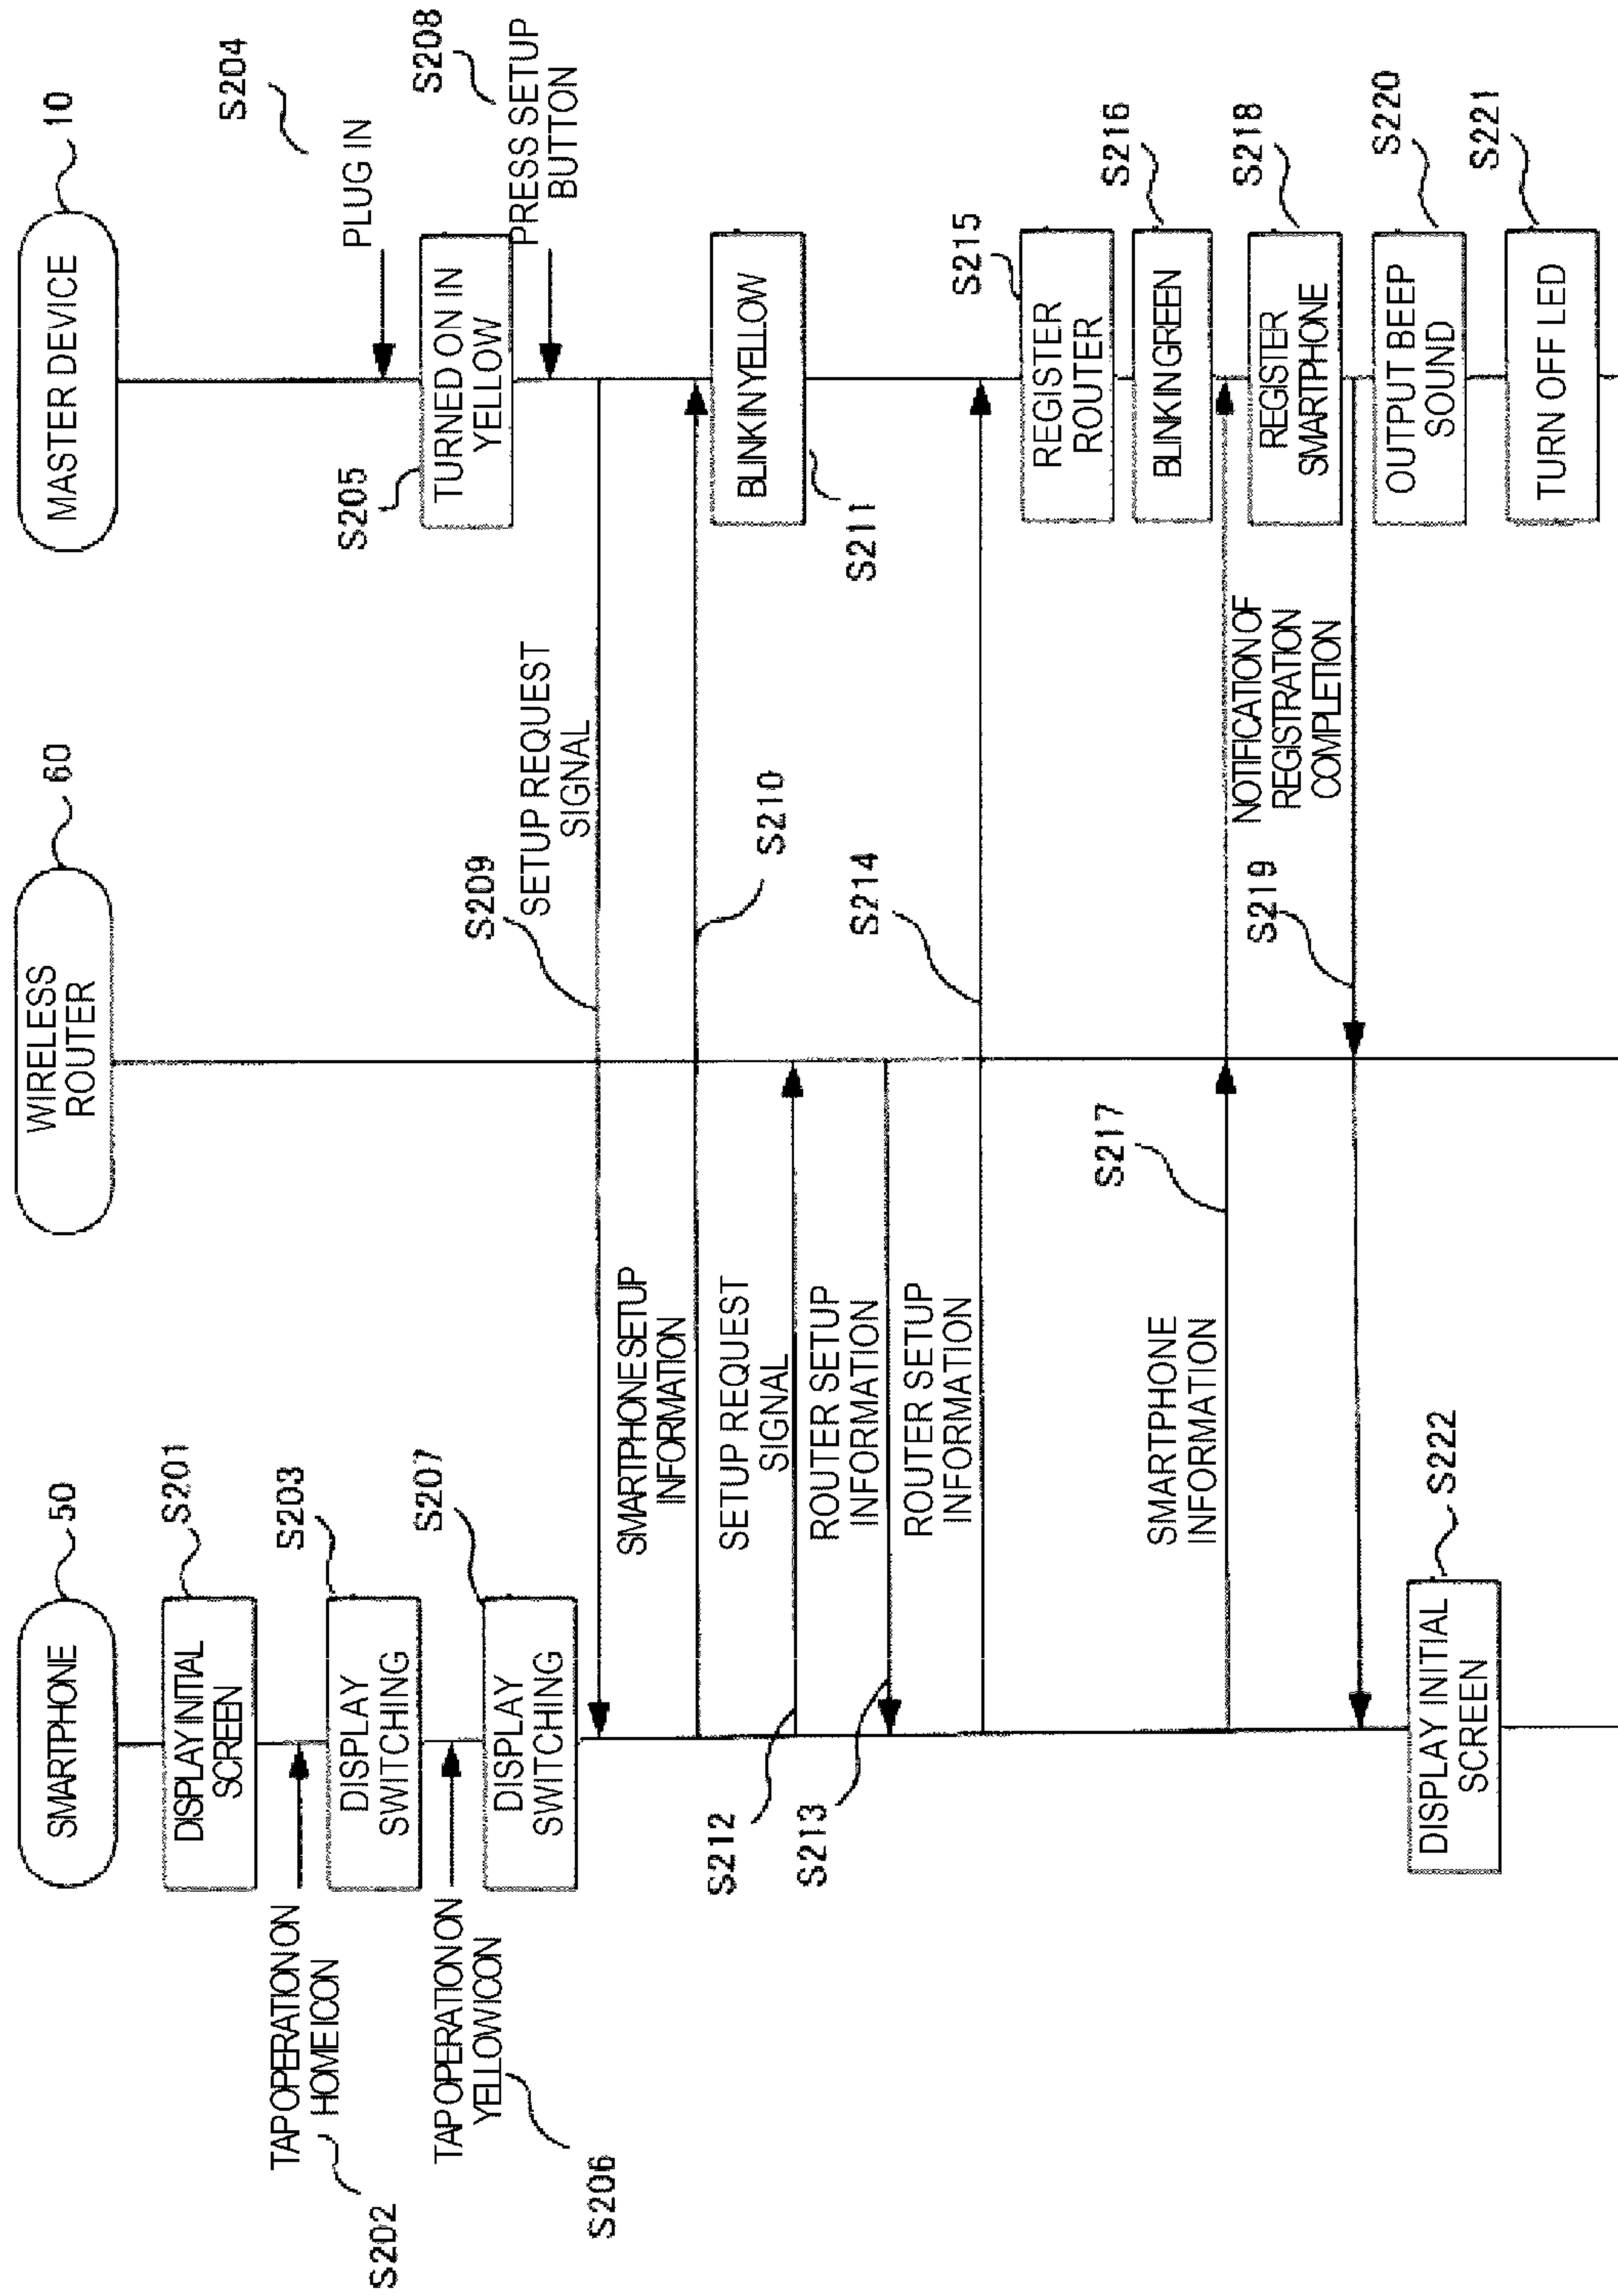 SMARTPHONE
50
WIRELESS
ROUTER
60
MASTER DEVICE
10
DISPLAY INITIAL
SCREEN
S201
TAP OPERATION ON
HOME ICON
S202
DISPLAY
SWITCHING
S203
PLUG IN
S204
TURNED ON IN
YELLOW
S205
TAP OPERATION ON
YELLOW ICON
S206
DISPLAY
SWITCHING
S207
PRESS SETUP
BUTTON
S208
S209
SETUP REQUEST
SIGNAL
SMARTPHONE SETUP
INFORMATION
S210
BLINK IN YELLOW
S211
SETUP REQUEST
SIGNAL
S212
ROUTER SETUP
INFORMATION
S213
ROUTER SETUP
INFORMATION
S214
REGISTER
ROUTER
S215
BLINK IN GREEN
S216
SMARTPHONE
INFORMATION
S217
REGISTER
SMARTPHONE
S218
NOTIFICATION OF
REGISTRATION
COMPLETION
S219
OUTPUT BEEP
SOUND
S220
TURN OFF LED
S221
DISPLAY INITIAL
SCREEN
S222